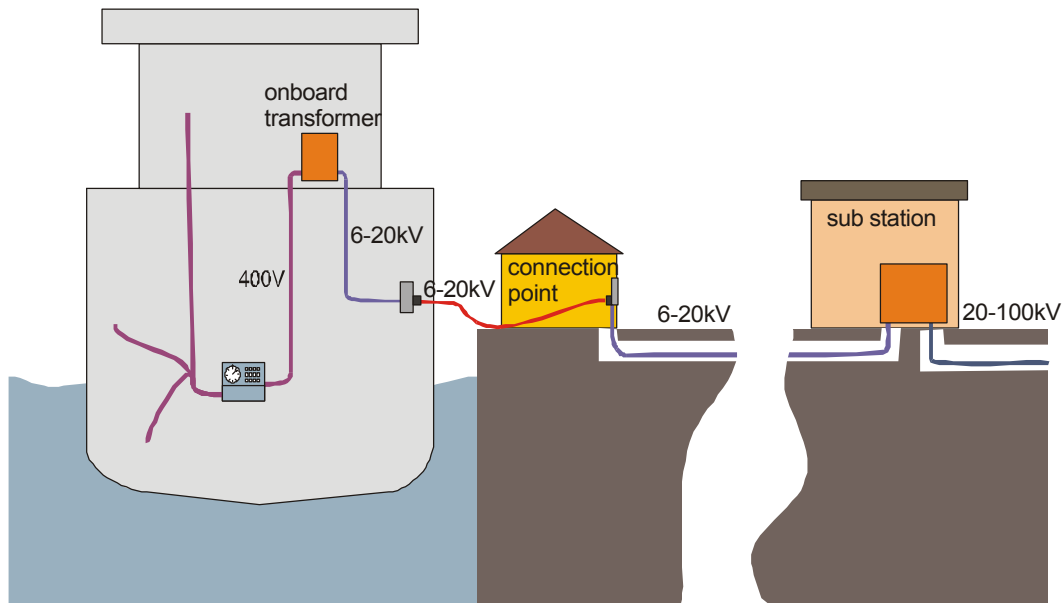 onboard
transformer
6-20kV
400V
6-20kV
connection
point
6-20kV
sub station
20-100kV